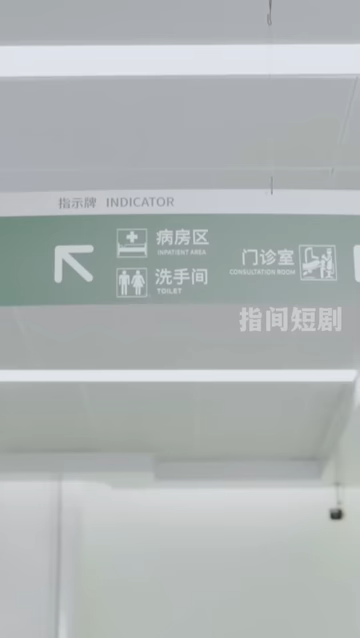 指示牌 INDICATOR
病房区
INPATIENT AREA
洗手间
TOILET
门诊室
CONSULTATION ROOM
指间短剧